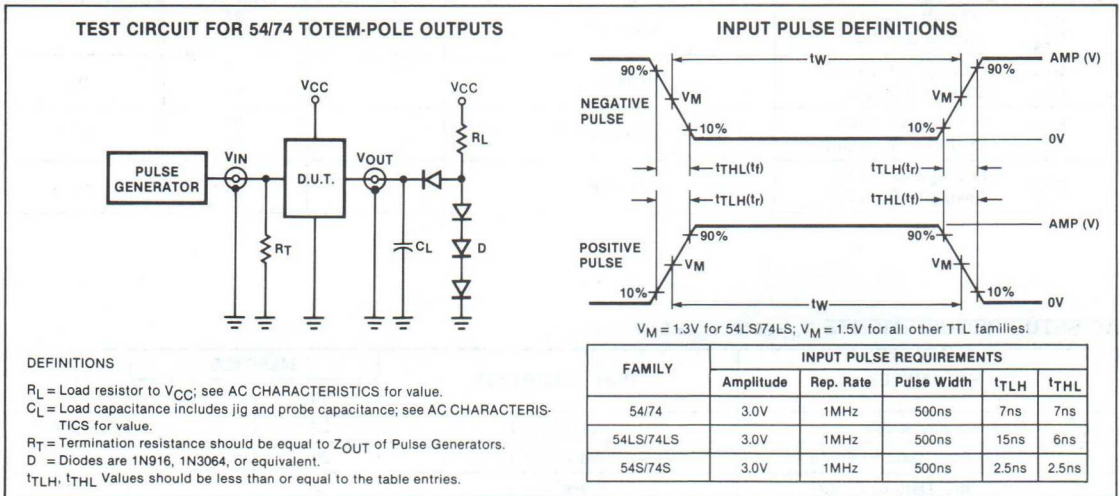 TEST CIRCUIT FOR 54/74 TOTEM-POLE OUTPUTS
VCC
VCC
RL
VIN
VOUT
PULSE
GENERATOR
D.U.T.
RT
CL
D
DEFINITIONS
RL = Load resistor to VCC; see AC CHARACTERISTICS for value.
CL = Load capacitance includes jig and probe capacitance; see AC CHARACTERIS-
TICS for value.
RT = Termination resistance should be equal to ZOUT of Pulse Generators.
D = Diodes are 1N916, 1N3064, or equivalent.
tTLH, tTHL Values should be less than or equal to the table entries.
INPUT PULSE DEFINITIONS
tW
AMP (V)
90%
90%
VM
VM
NEGATIVE
PULSE
10%
10%
0V
tTHL(tf)
tTLH(tr)
tTLH(tr)
tTHL(tf)
AMP (V)
90%
90%
POSITIVE
PULSE
VM
VM
10%
10%
tW
0V
VM = 1.3V for 54LS/74LS; VM = 1.5V for all other TTL families.
FAMILY
INPUT PULSE REQUIREMENTS
Amplitude Rep. Rate Pulse Width tTLH tTHL
54/74 3.0V 1MHz 500ns 7ns 7ns
54LS/74LS 3.0V 1MHz 500ns 15ns 6ns
54S/74S 3.0V 1MHz 500ns 2.5ns 2.5ns